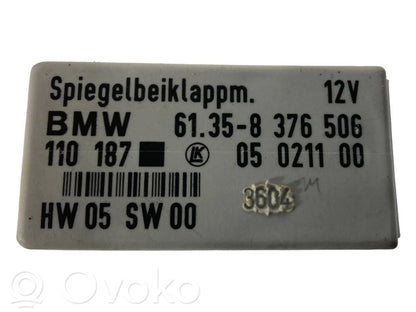 Spiegelbeiklappm. 12V
BMW 61.35-8 376 506
110 187 LK 05 0211 00
HW 05 SW 00
3604
Ovoko